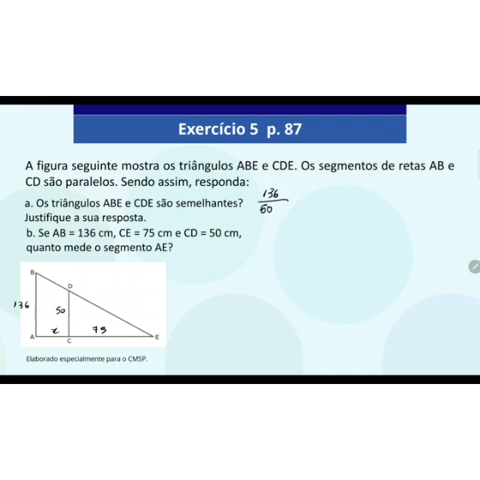 Exercício 5 p. 87
A figura seguinte mostra os triângulos ABE e CDE. Os segmentos de retas AB e
CD são paralelos. Sendo assim, responda:
a. Os triângulos ABE e CDE são semelhantes?
Justifique a sua resposta.
136
50
b. Se AB = 136 cm, CE = 75 cm e CD = 50 cm,
quanto mede o segmento AE?
B
D
136
50
x
75
A
C
E
Elaborado especialmente para o CMSP.